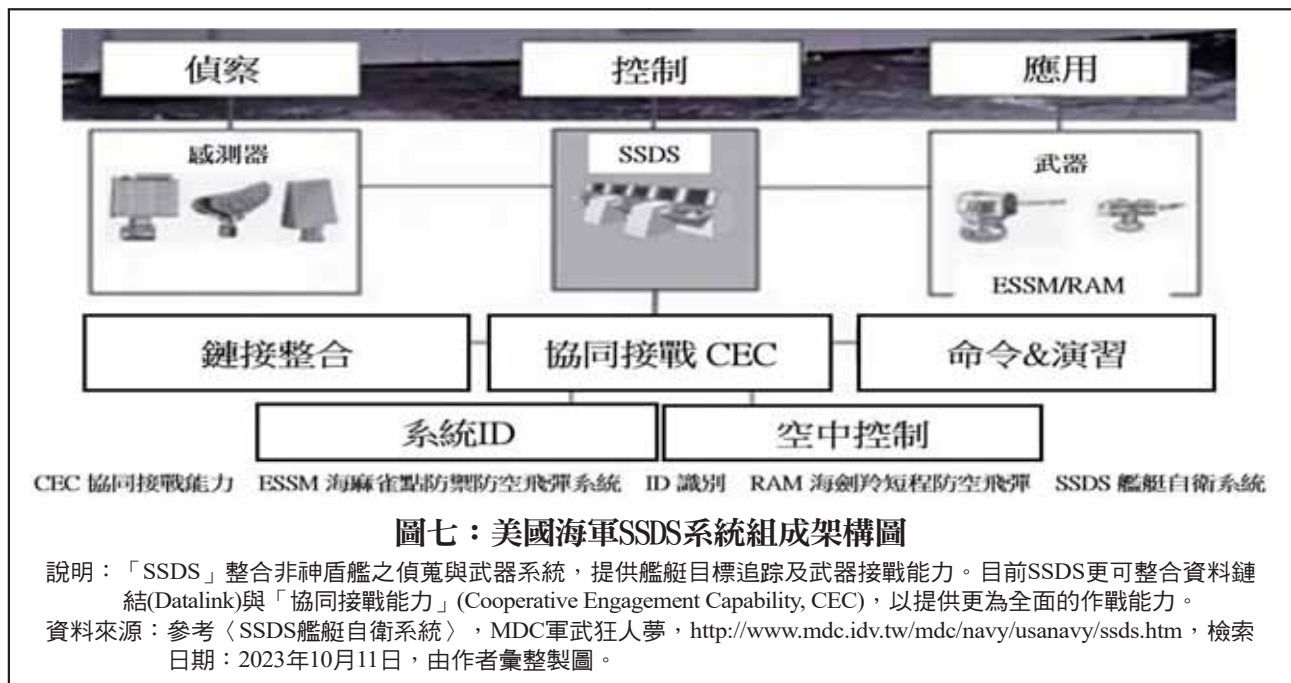 偵察 控制 應用
感測器 SSDS 武器
ESSM/RAM
鏈接整合 協同接戰 CEC 命令&演習
系統ID 空中控制
CEC 協同接戰能力 ESSM 海麻雀點防禦防空飛彈系統 ID 識別 RAM 海劍羚短程防空飛彈 SSDS 艦艇自衛系統
圖七：美國海軍SSDS系統組成架構圖
說明：「SSDS」整合非神盾艦之偵蒐與武器系統，提供艦艇目標追踪及武器接戰能力。目前SSDS更可整合資料鏈
結(Datalink)與「協同接戰能力」(Cooperative Engagement Capability, CEC)，以提供更為全面的作戰能力。
資料來源：參考〈SSDS艦艇自衛系統〉，MDC軍武狂人夢，http://www.mdc.idv.tw/mdc/navy/usanavy/ssds.htm，檢索
日期：2023年10月11日，由作者彙整製圖。